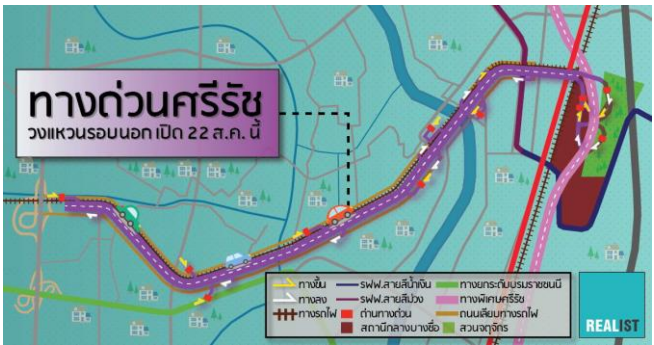 ทางด่วนศรีรัช
วงแหวนรอบนอก เปิด 22 ส.ค. นี้
ทางขึ้น
รฟฟ.สายสีน้ำเงิน
ทางยกระดับบรมราชชนนี
ทางลง
รฟฟ.สายสีม่วง
ทางพิเศษศรีรัช
ทางรถไฟ
ด่านทางด่วน
ถนนเลียบทางรถไฟ
สถานีกลางบางซื่อ
สวนจตุจักร
REALIST